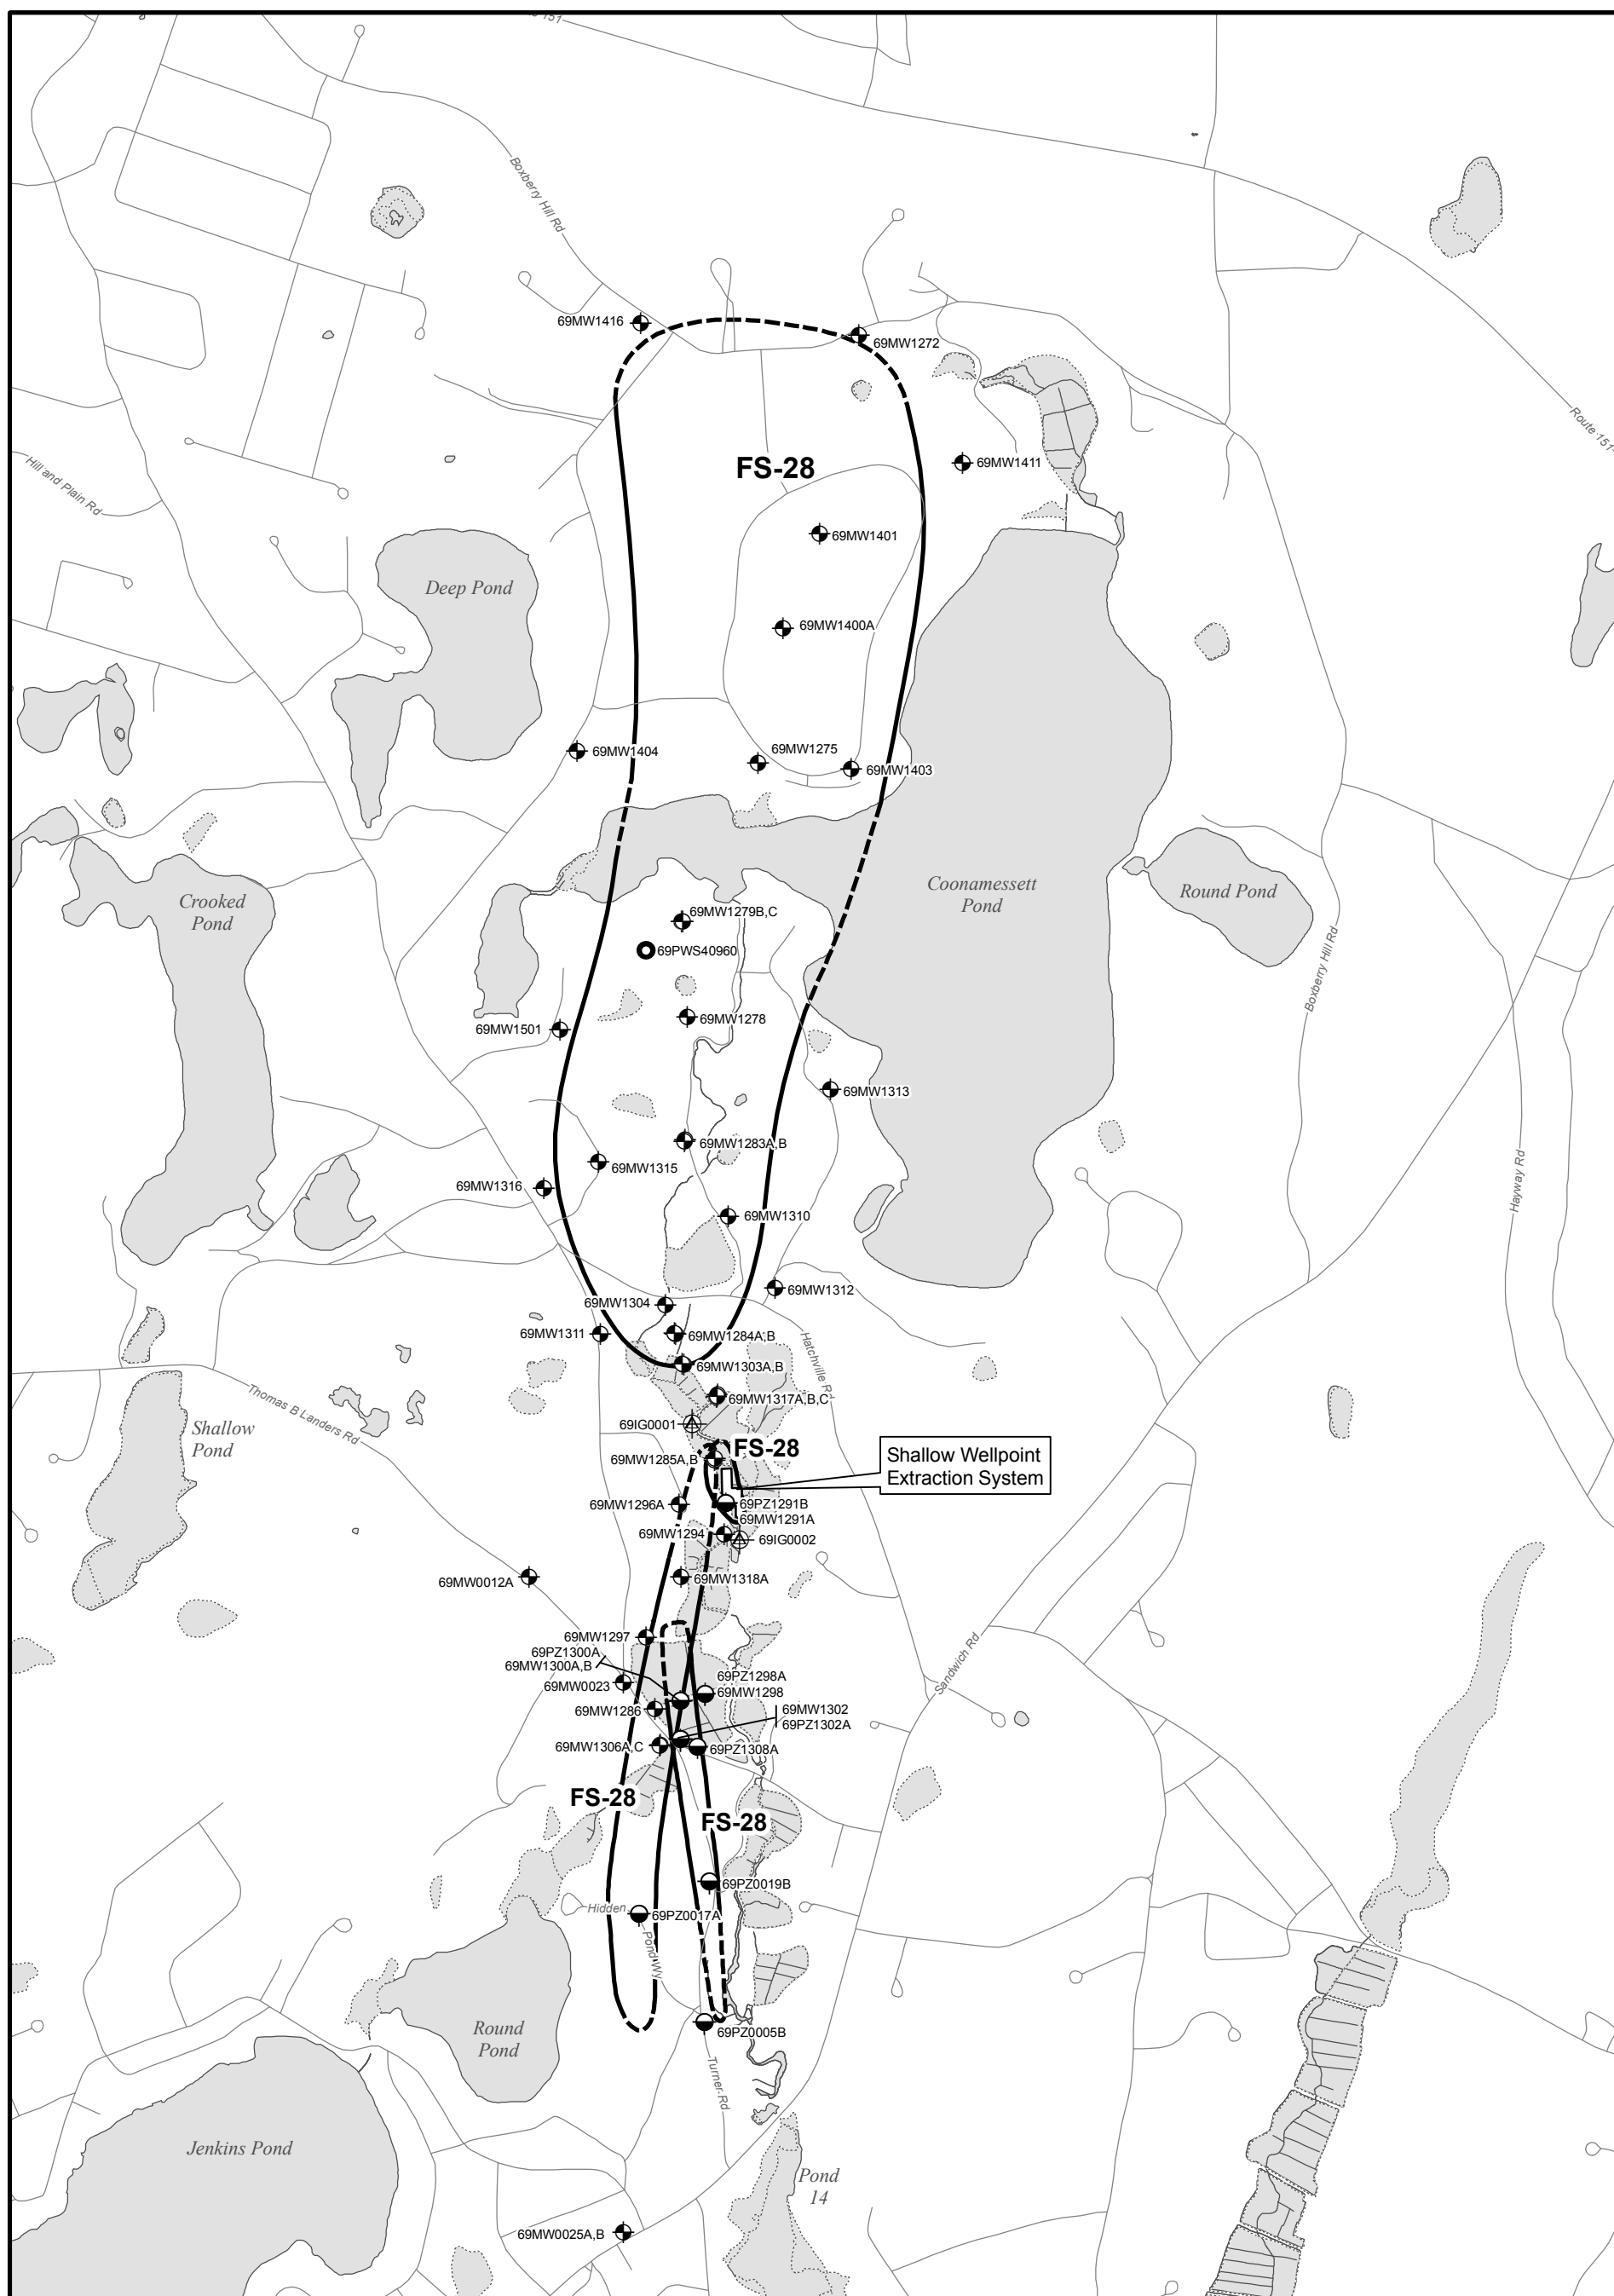 151
Boxberry Hill Rd
69MW1416
69MW1272
Route 151
FS-28
69MW1411
Hill and Plain Rd
69MW1401
Deep Pond
69MW1400A
69MW1404
69MW1275
69MW1403
Coonamessett
Pond
Round Pond
Crooked
Pond
69MW1279B,C
69PWS40960
Boxberry Hill Rd
69MW1278
69MW1501
69MW1313
69MW1283A,B
69MW1315
69MW1316
Hayway Rd
69MW1310
69MW1312
69MW1304
69MW1311
69MW1284A,B
Hatchville Rd
69MW1303A,B
Thomas B Landers Rd
69MW1317A,B,C
69IG0001
Shallow
Pond
FS-28
69MW1285A,B
Shallow Wellpoint
Extraction System
69MW1296A
69PZ1291B
69MW1291A
69MW1294
69IG0002
69MW0012A
69MW1318A
69MW1297
69PZ1300A
69MW1300A,B
Sandwich Rd
69PZ1298A
69MW1298
69MW0023
69MW1286
69MW1302
69PZ1302A
69MW1306A,C
69PZ1308A
FS-28
FS-28
69PZ0019B
Hidden
Pond Wy
69PZ0017A
Round
Pond
69PZ0005B
Turner Rd
Jenkins Pond
Pond
14
69MW0025A,B